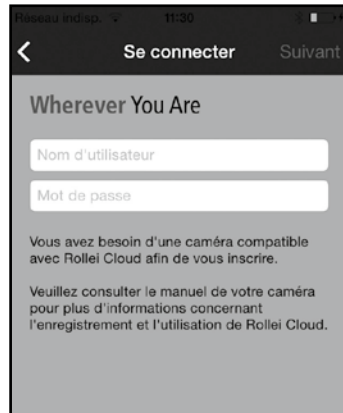 Réseau indisp. 11:30
Se connecter Suivant
Wherever You Are
Nom d'utilisateur
Mot de passe
Vous avez besoin d'une caméra compatible
avec Rollei Cloud afin de vous inscrire.
Veuillez consulter le manuel de votre caméra
pour plus d'informations concernant
l'enregistrement et l'utilisation de Rollei Cloud.